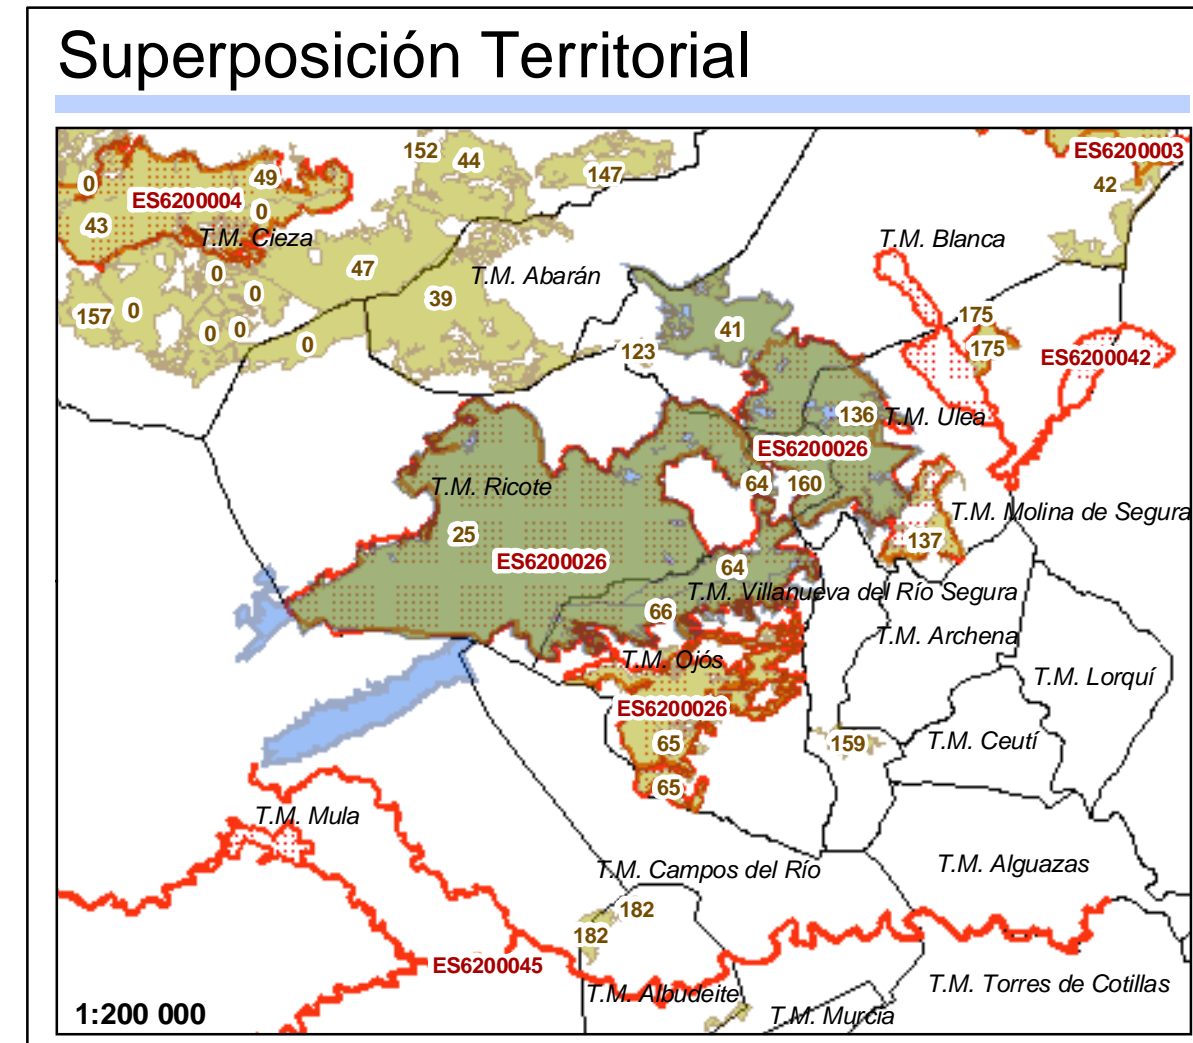 Superposición Territorial
152
44
ES6200003
0
49
147
42
ES6200004
0
43
T.M. Cieza
T.M. Blanca
0
47
T.M. Abarán
0
39
157
0
175
0
0
41
0
123
175
ES6200042
136
T.M. Ulea
ES6200026
T.M. Ricote
64
160
T.M. Molina de Segura
25
137
ES6200026
64
T.M. Villanueva del Río Segura
66
T.M. Archena
T.M. Ojós
T.M. Lorquí
ES6200026
65
159
T.M. Ceutí
65
T.M. Mula
T.M. Campos del Río
T.M. Alguazas
182
182
ES6200045
T.M. Albudeite
T.M. Torres de Cotillas
1:200 000
T.M. Murcia